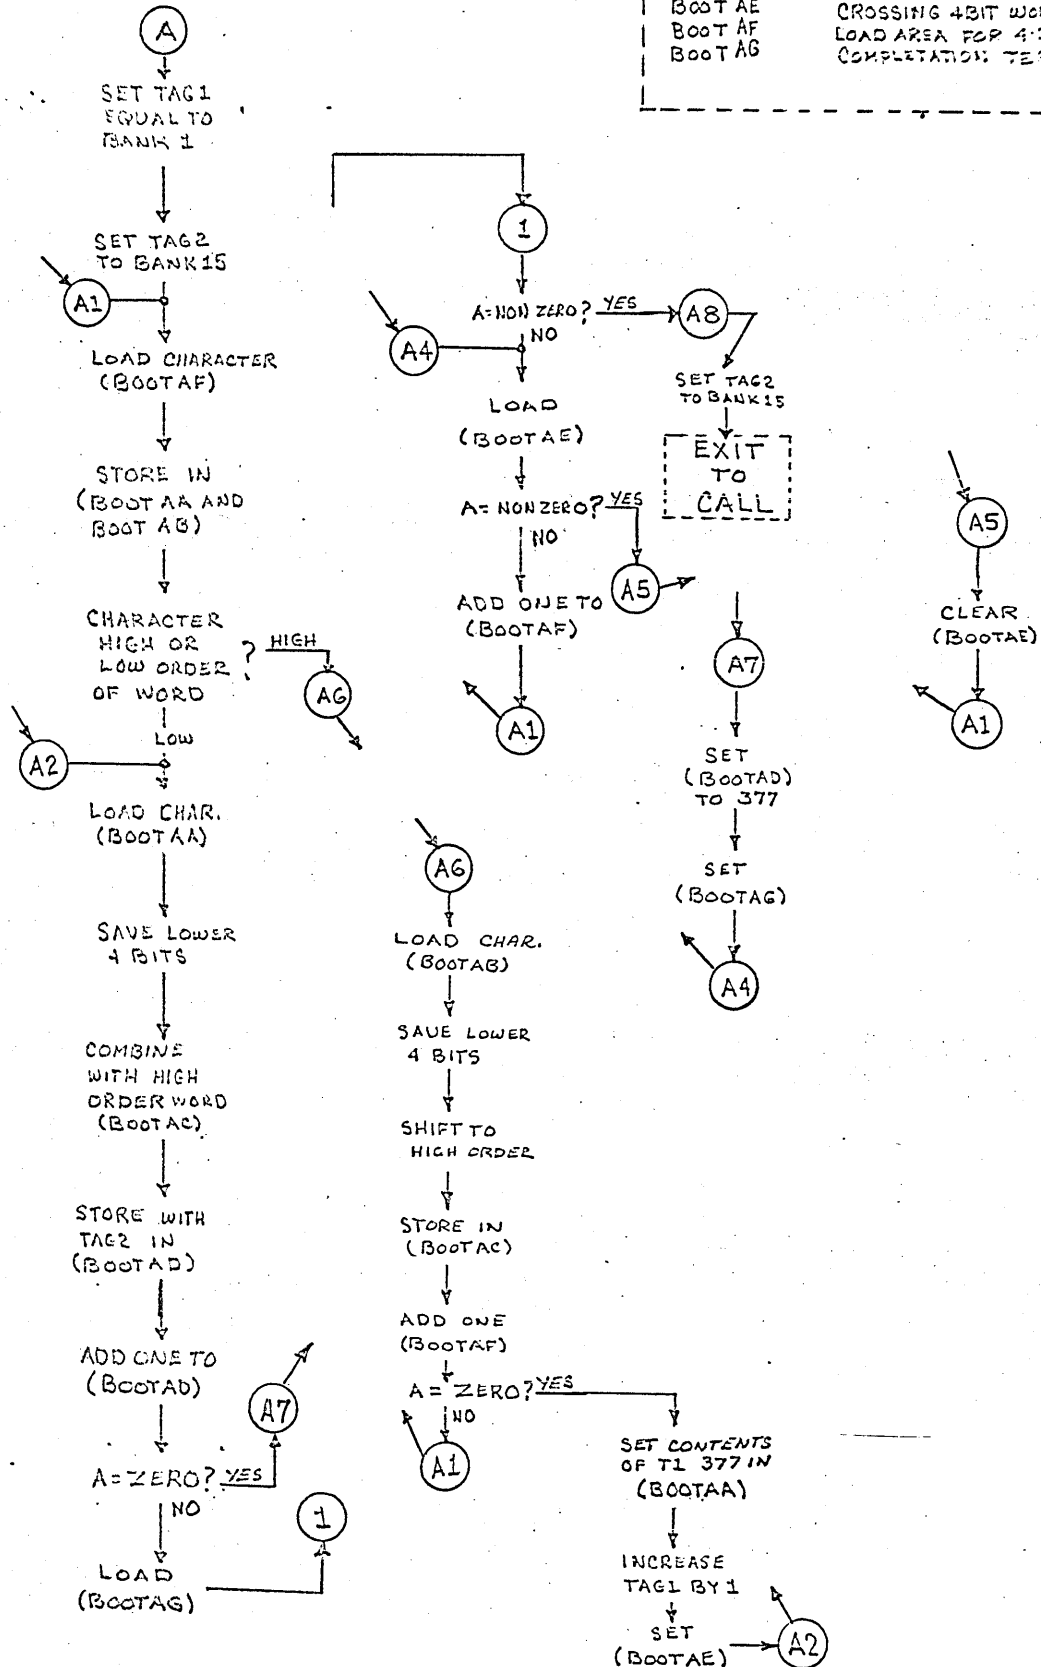 BOOT AE CROSSING 4BIT
BOOT AF LOAD AREA FOR
BOOT AG COMPLETATION
A
SET TAG1
EQUAL TO
BANK 1
SET TAG2
TO BANK15
A1
LOAD CHARACTER
(BOOTAF)
STORE IN
(BOOT AA AND
BOOT AB)
CHARACTER
HIGH OR
LOW ORDER
OF WORD
?
HIGH
A6
LOW
A2
LOAD CHAR.
(BOOTAA)
SAVE LOWER
4 BITS
COMBINE
WITH HIGH
ORDER WORD
(BOOTAC)
STORE WITH
TAG2 IN
(BOOTAD)
ADD ONE TO
(BOOTAD)
A7
A=ZERO? YES
NO
LOAD
(BOOTAG)
1
1
A=NON ZERO? YES
A8
NO
A4
SET TAG2
TO BANK15
EXIT
TO
CALL
LOAD
(BOOTAE)
A=NONZERO? YES
NO
A5
ADD ONE TO
(BOOTAF)
A1
A7
SET
(BOOTAD)
TO 377
SET
(BOOTAG)
A4
A5
CLEAR
(BOOTAE)
A1
A6
LOAD CHAR.
(BOOTAB)
SAVE LOWER
4 BITS
SHIFT TO
HIGH ORDER
STORE IN
(BOOTAC)
ADD ONE
(BOOTAF)
A= ZERO? YES
NO
A1
SET CONTENTS
OF T1 377 IN
(BOOTAA)
INCREASE
TAG1 BY 1
SET
(BOOTAE)
A2